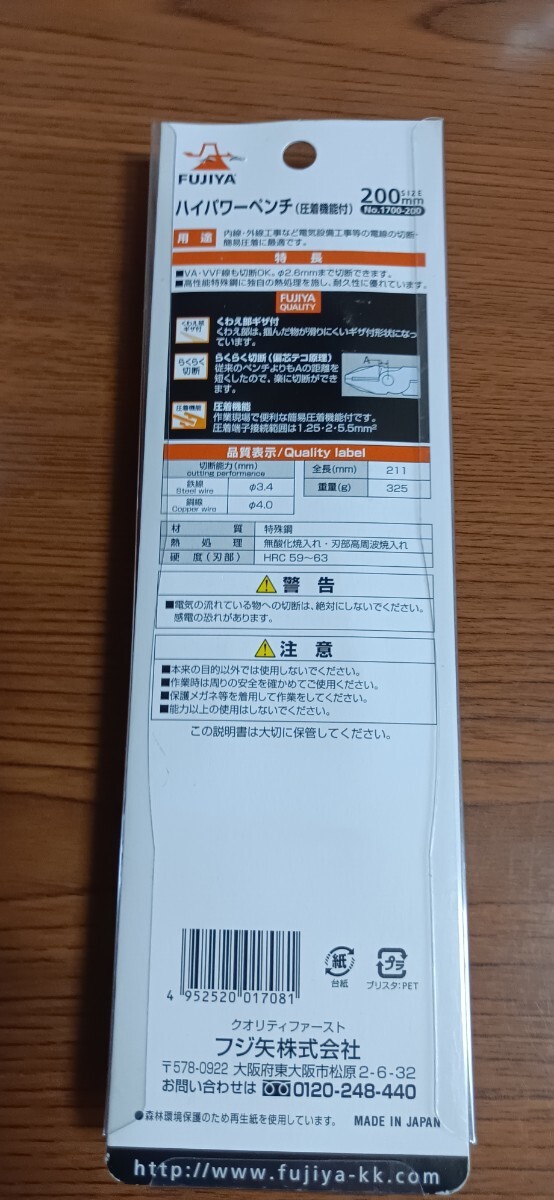 FUJIYA
ハイパワーペンチ(圧着機能付)
200mm SIZE
No.1700-200
用途 内線・外線工事など電気設備工事等の電線の切断・
簡易圧着に最適です。
特長
■VA・VVF線も切断OK。φ2.6mmまで切断できます。
■高性能特殊鋼に独自の熱処理を施し、耐久性に優れています。
FUJIYA
QUALITY
くわえ部
ギザ付
くわえ部ギザ付
くわえ部は、掴んだ物が滑りにくいギザ付形状になっ
ています。
らくらく
切断
らくらく切断(偏芯テコ原理)
従来のペンチよりもAの距離を
短くしたので、楽に切断ができ
ます。
A
圧着機能
圧着機能
作業現場で便利な簡易圧着機能付です。
圧着端子接続範囲は1.25・2・5.5mm²
品質表示/Quality label
切断能力(mm)
cutting performance
鉄線
Steel wire
φ3.4
銅線
Copper wire
φ4.0
全長(mm) 211
重量(g) 325
材質 特殊鋼
熱処理 無酸化焼入れ・刃部高周波焼入れ
硬度(刃部) HRC 59~63
警告
■電気の流れている物への切断は、絶対にしないでください。
感電の恐れがあります。
注意
■本来の目的以外では使用しないでください。
■作業時は周りの安全を確かめてご使用ください。
■保護メガネ等を着用して作業をしてください。
■能力以上の使用はしないでください。
この説明書は大切に保管してください。
4 952520 017081
紙
台紙
プラ
ブリスタ:PET
クオリティファースト
フジ矢株式会社
〒578-0922 大阪府東大阪市松原2-6-32
お問い合わせは 0120-248-440
●森林環境保護のため再生紙を使用しています。 MADE IN JAPAN
http://www.fujiya-kk.com